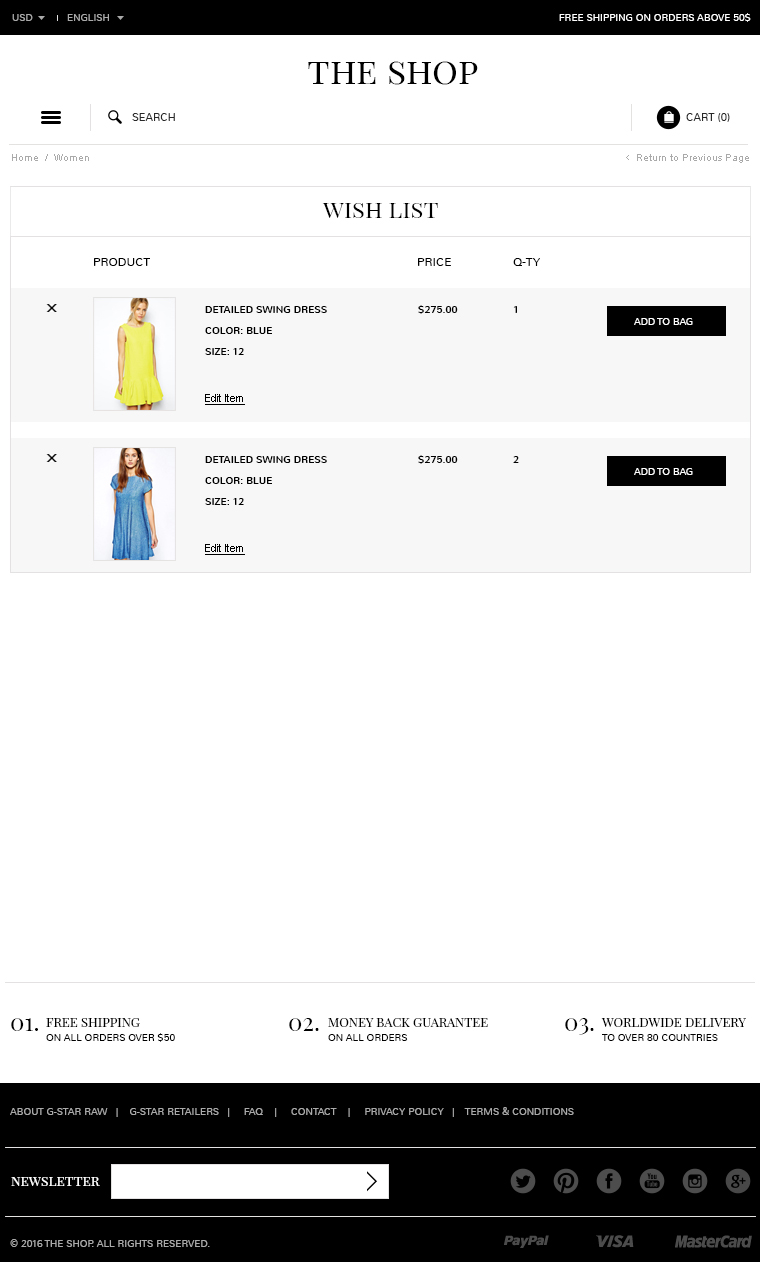 USD | ENGLISH FREE SHIPPING ON ORDERS ABOVE 50$
THE SHOP
SEARCH CART (0)
Home / Women < Return to Previous Page
WISH LIST
PRODUCT PRICE Q-TY
× DETAILED SWING DRESS $275.00 1 ADD TO BAG
COLOR: BLUE
SIZE: 12
Edit Item
× DETAILED SWING DRESS $275.00 2 ADD TO BAG
COLOR: BLUE
SIZE: 12
Edit Item
01. FREE SHIPPING
ON ALL ORDERS OVER $50
02. MONEY BACK GUARANTEE
ON ALL ORDERS
03. WORLDWIDE DELIVERY
TO OVER 80 COUNTRIES
ABOUT G-STAR RAW | G-STAR RETAILERS | FAQ | CONTACT | PRIVACY POLICY | TERMS & CONDITIONS
NEWSLETTER You Tube g+
© 2016 THE SHOP. ALL RIGHTS RESERVED. PayPal VISA MasterCard